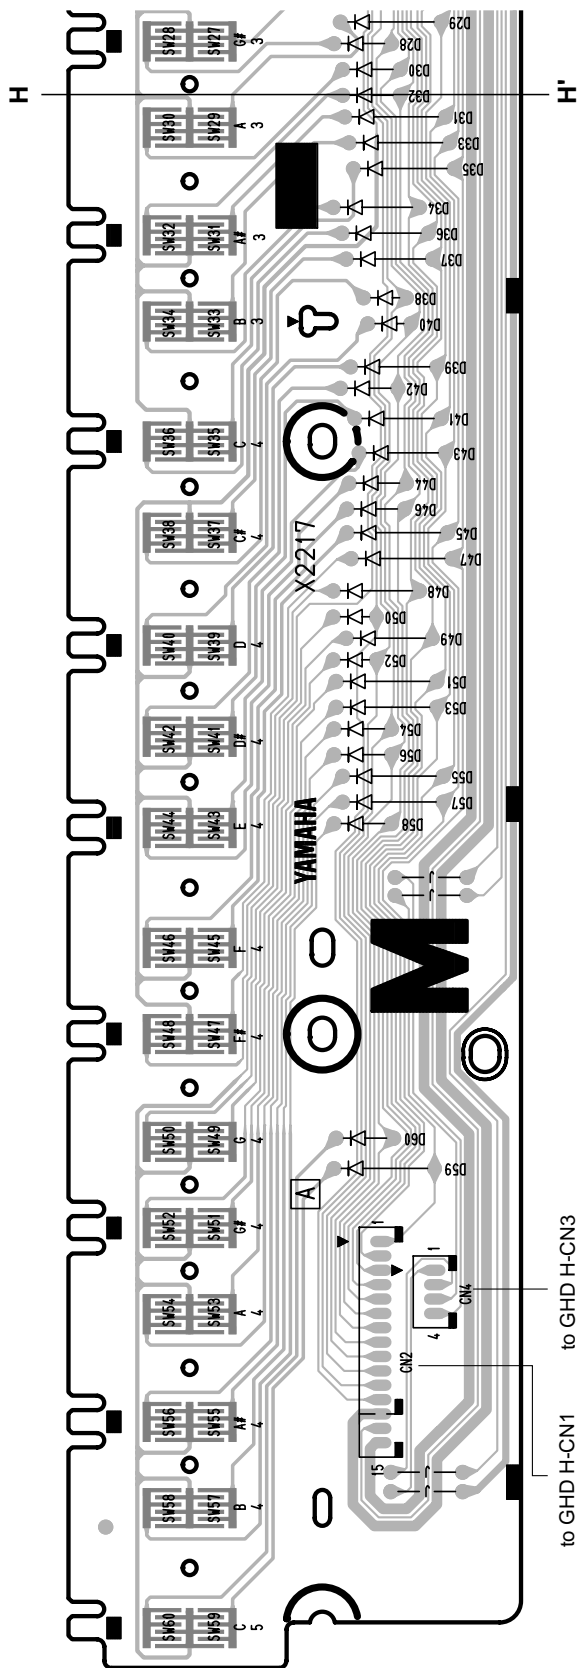 H
H'
SW28 SW27 G# 3
SW30 SW29 A 3
SW32 SW31 A# 3
SW34 SW33 B 3
SW36 SW35 C 4
SW38 SW37 C# 4
SW40 SW39 D 4
SW42 SW41 D# 4
SW44 SW43 E 4
SW46 SW45 F 4
SW48 SW47 F# 4
SW50 SW49 G 4
SW52 SW51 G# 4
SW54 SW53 A 4
SW56 SW55 A# 4
SW58 SW57 B 4
SW60 SW59 C 5
D29
D28
D30
D32
D31
D33
D35
D34
D36
D37
D38
D40
D39
D42
D41
D43
D44
D46
D45
D47
D48
D50
D49
D52
D51
D53
D54
D56
D55
D57
D58
X2217
YAMAHA
J
J
M
D60
D59
A
1
CN2
15
1
CN4
4
J
J
to GHD H-CN3
to GHD H-CN1